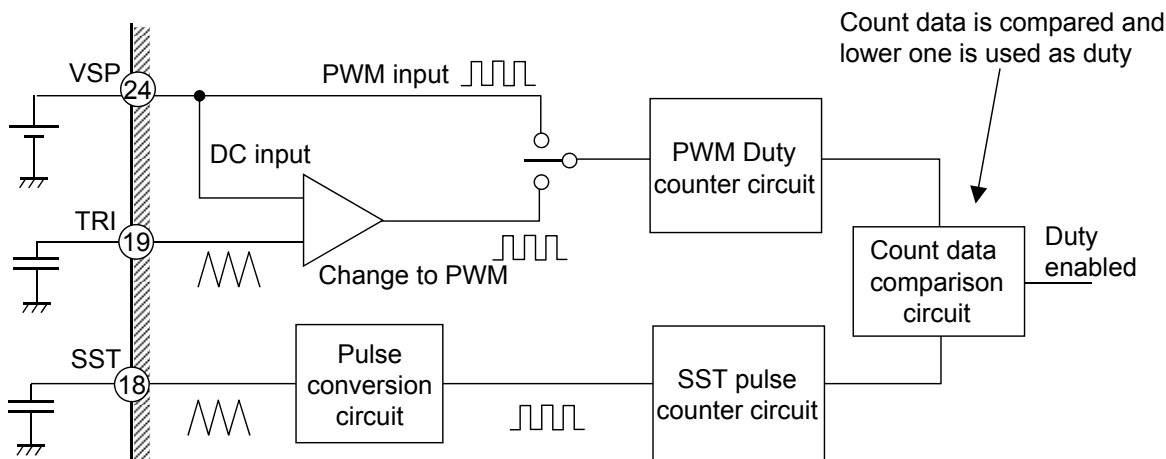 Count data is compared and
lower one is used as duty
VSP
24
PWM input
DC input
PWM Duty
counter circuit
TRI
19
Change to PWM
Count data
comparison
circuit
Duty
enabled
SST
18
Pulse
conversion
circuit
SST pulse
counter circuit